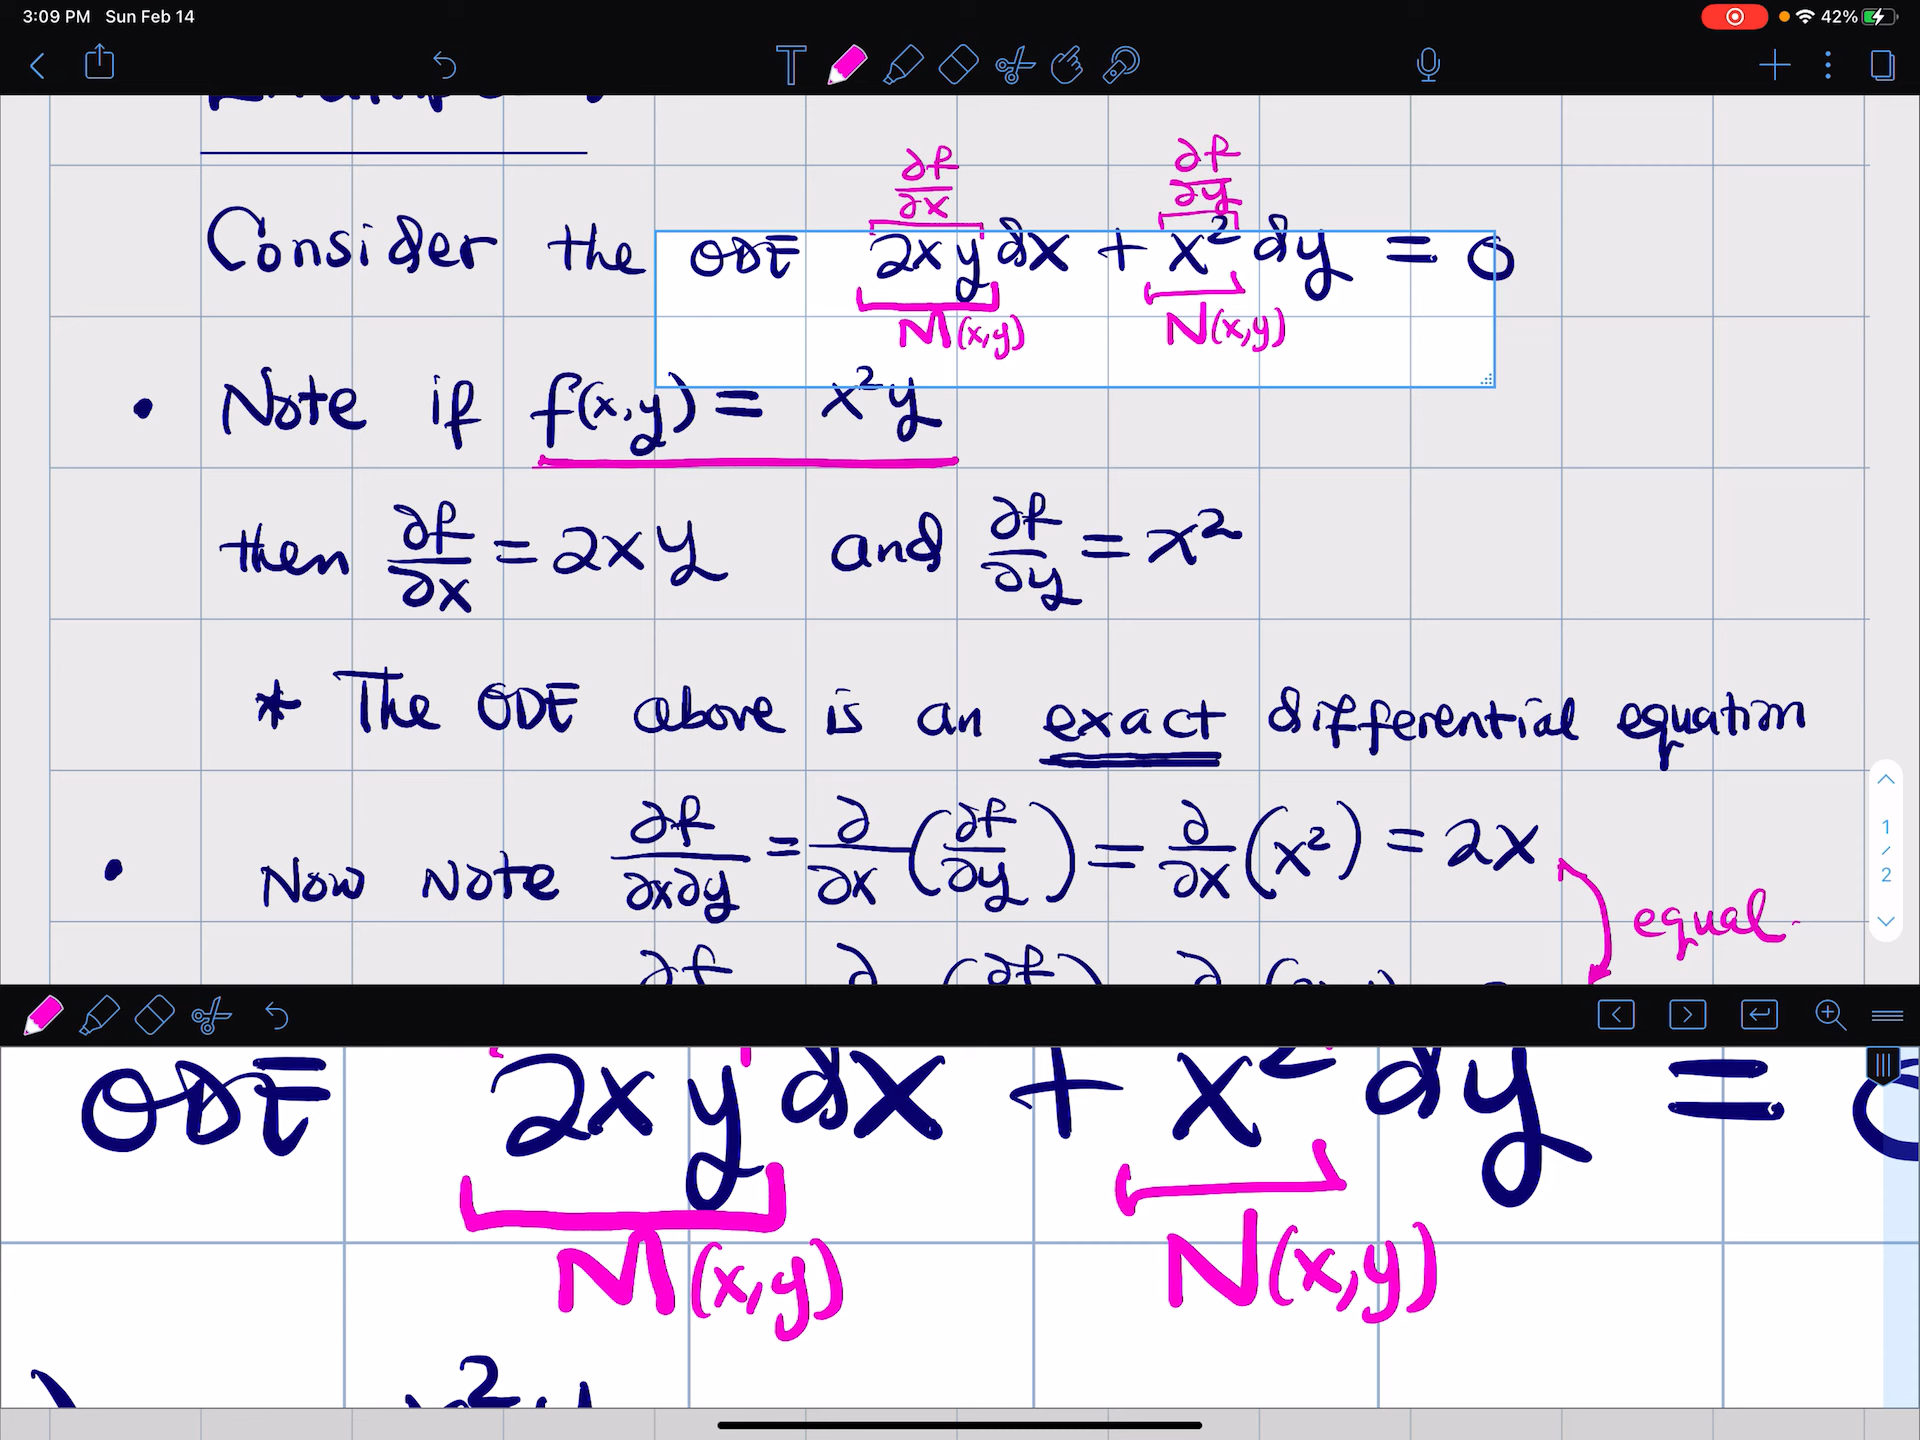 3:09 PM Sun Feb 14
42%
∂f/∂x ∂f/∂y
Consider the ODE 2xy dx + x² dy = 0
M(x,y) N(x,y)
• Note if f(x,y) = x²y
then ∂f/∂x = 2xy and ∂f/∂y = x²
* The ODE above is an exact differential equation
• Now Note ∂f/∂x∂y = ∂/∂x (∂f/∂y) = ∂/∂x (x²) = 2x
equal
1
/
2
ODE 2xy dx + x² dy = 0
M(x,y) N(x,y)